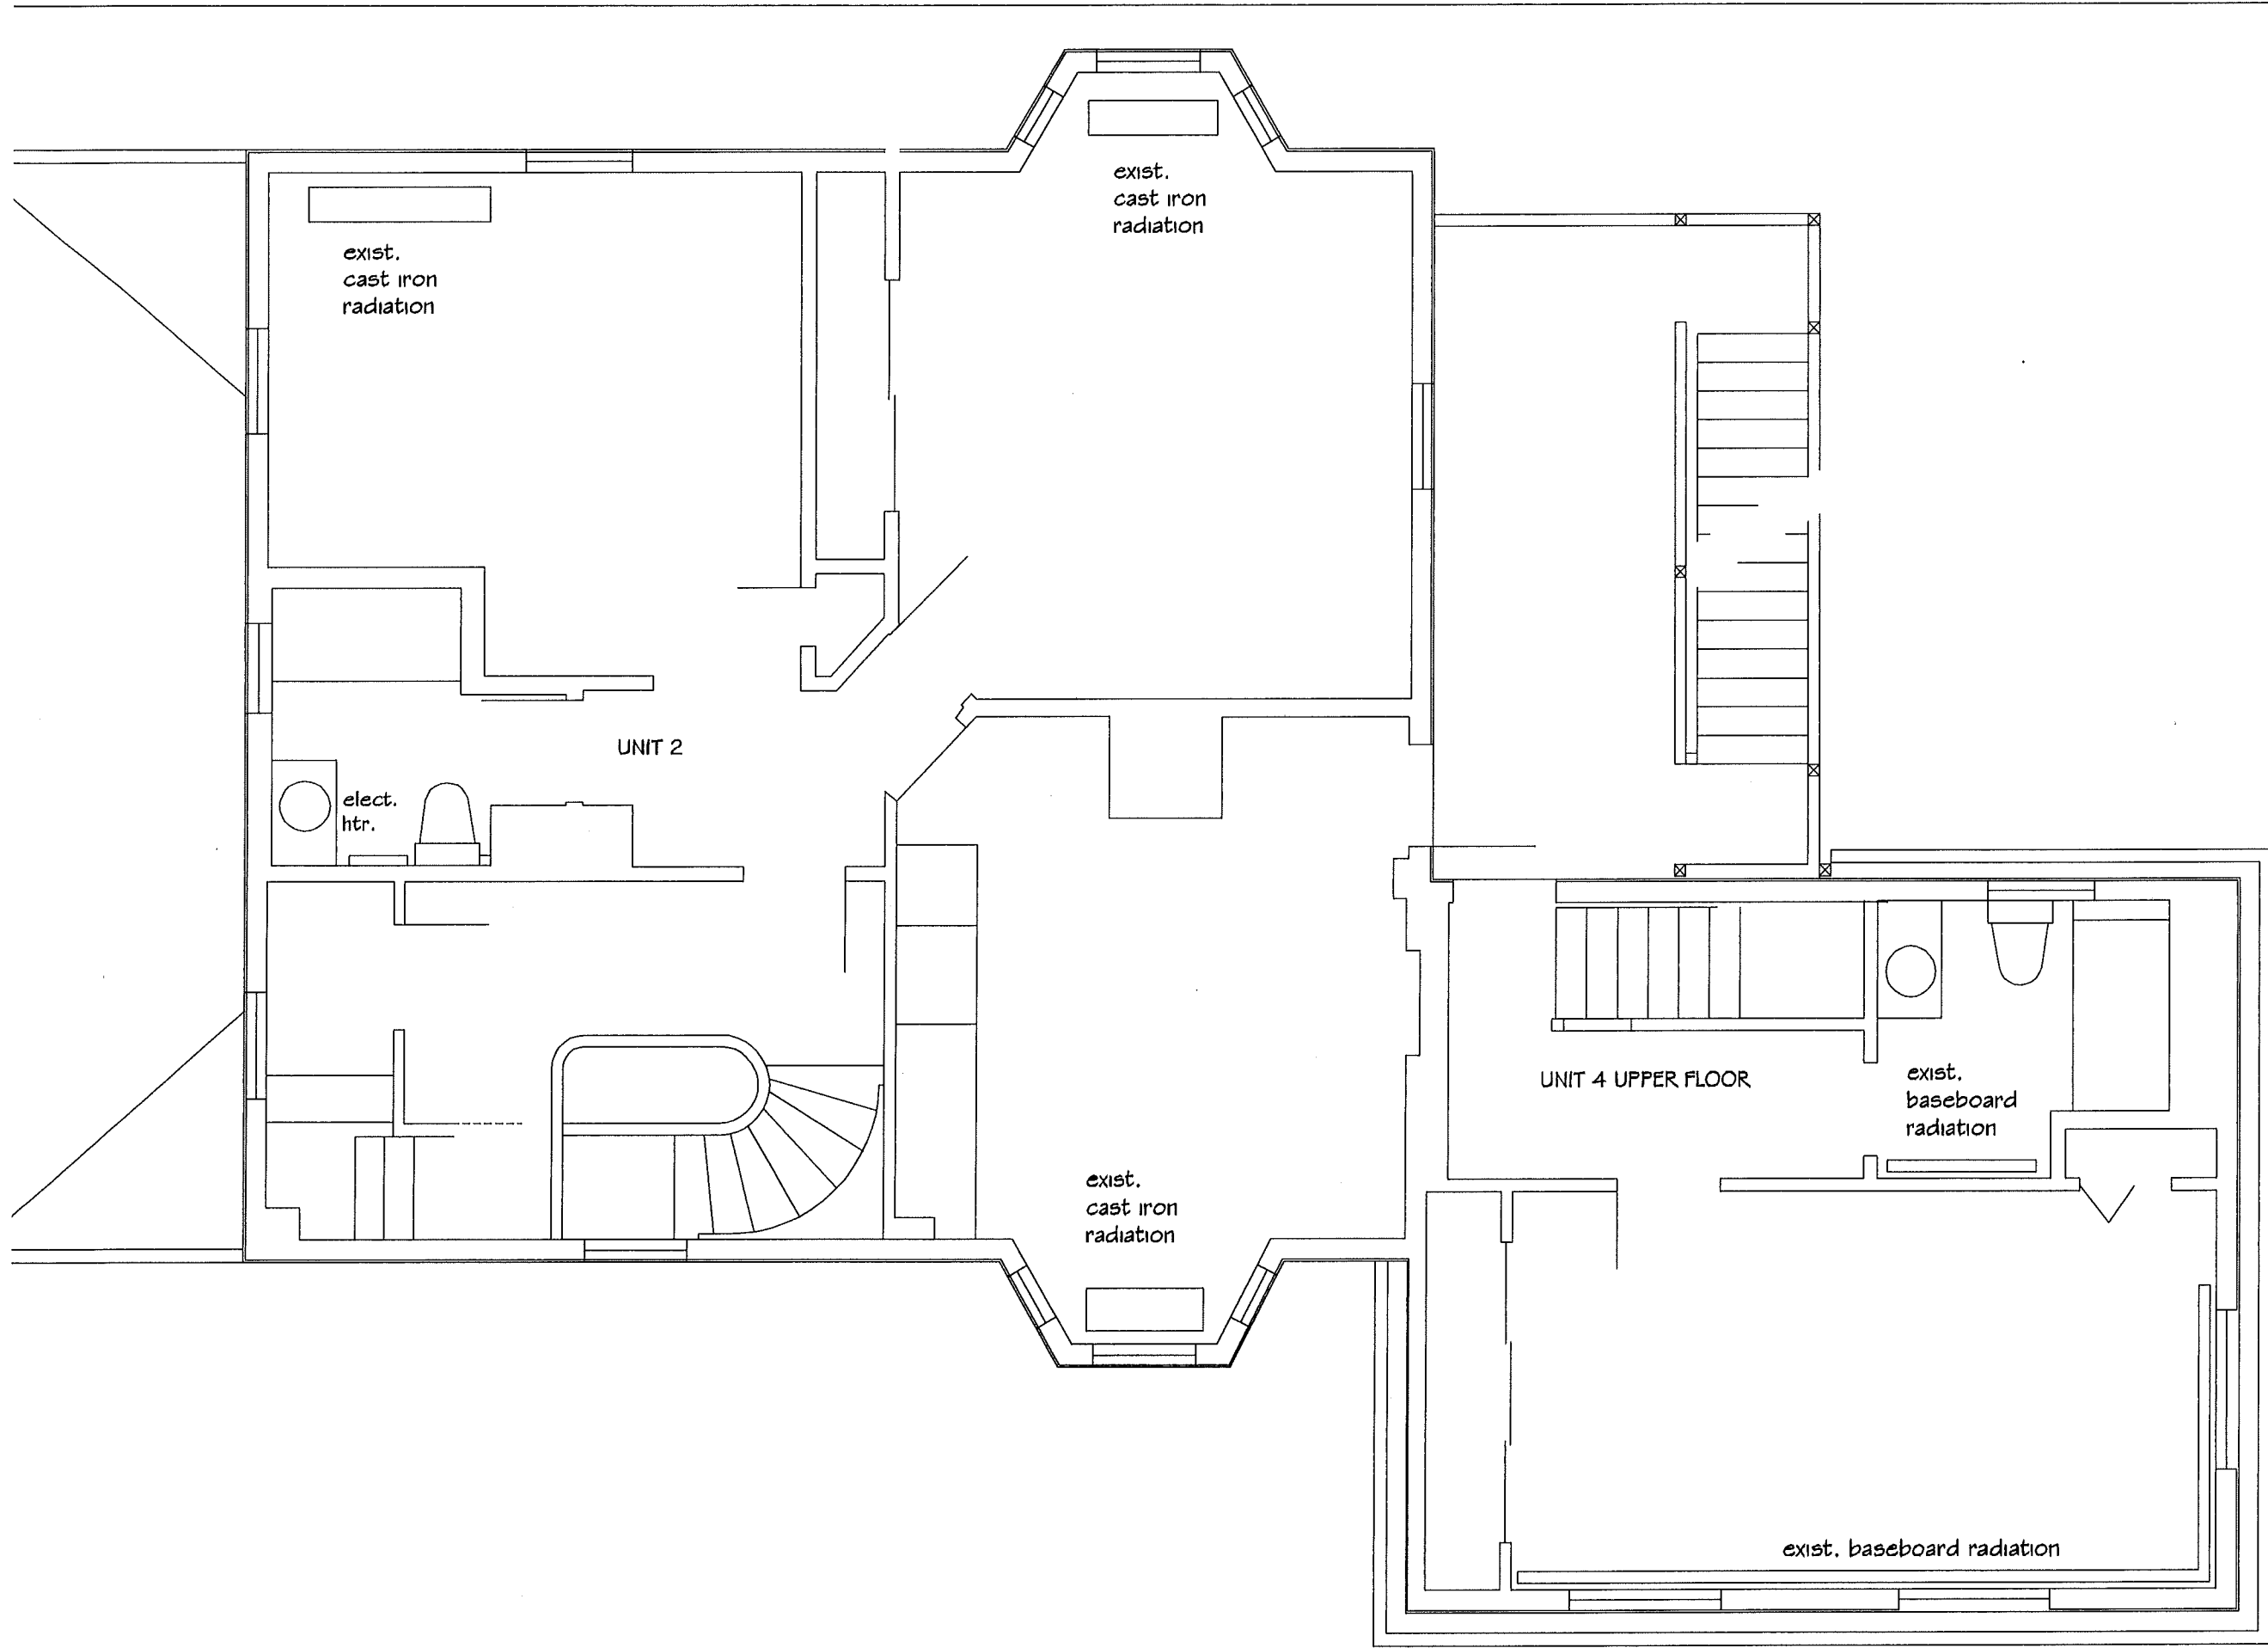 exist.
cast iron
radiation
exist.
cast iron
radiation
UNIT 2
elect.
htr.
UNIT 4 UPPER FLOOR
exist.
baseboard
radiation
exist.
cast iron
radiation
exist. baseboard radiation